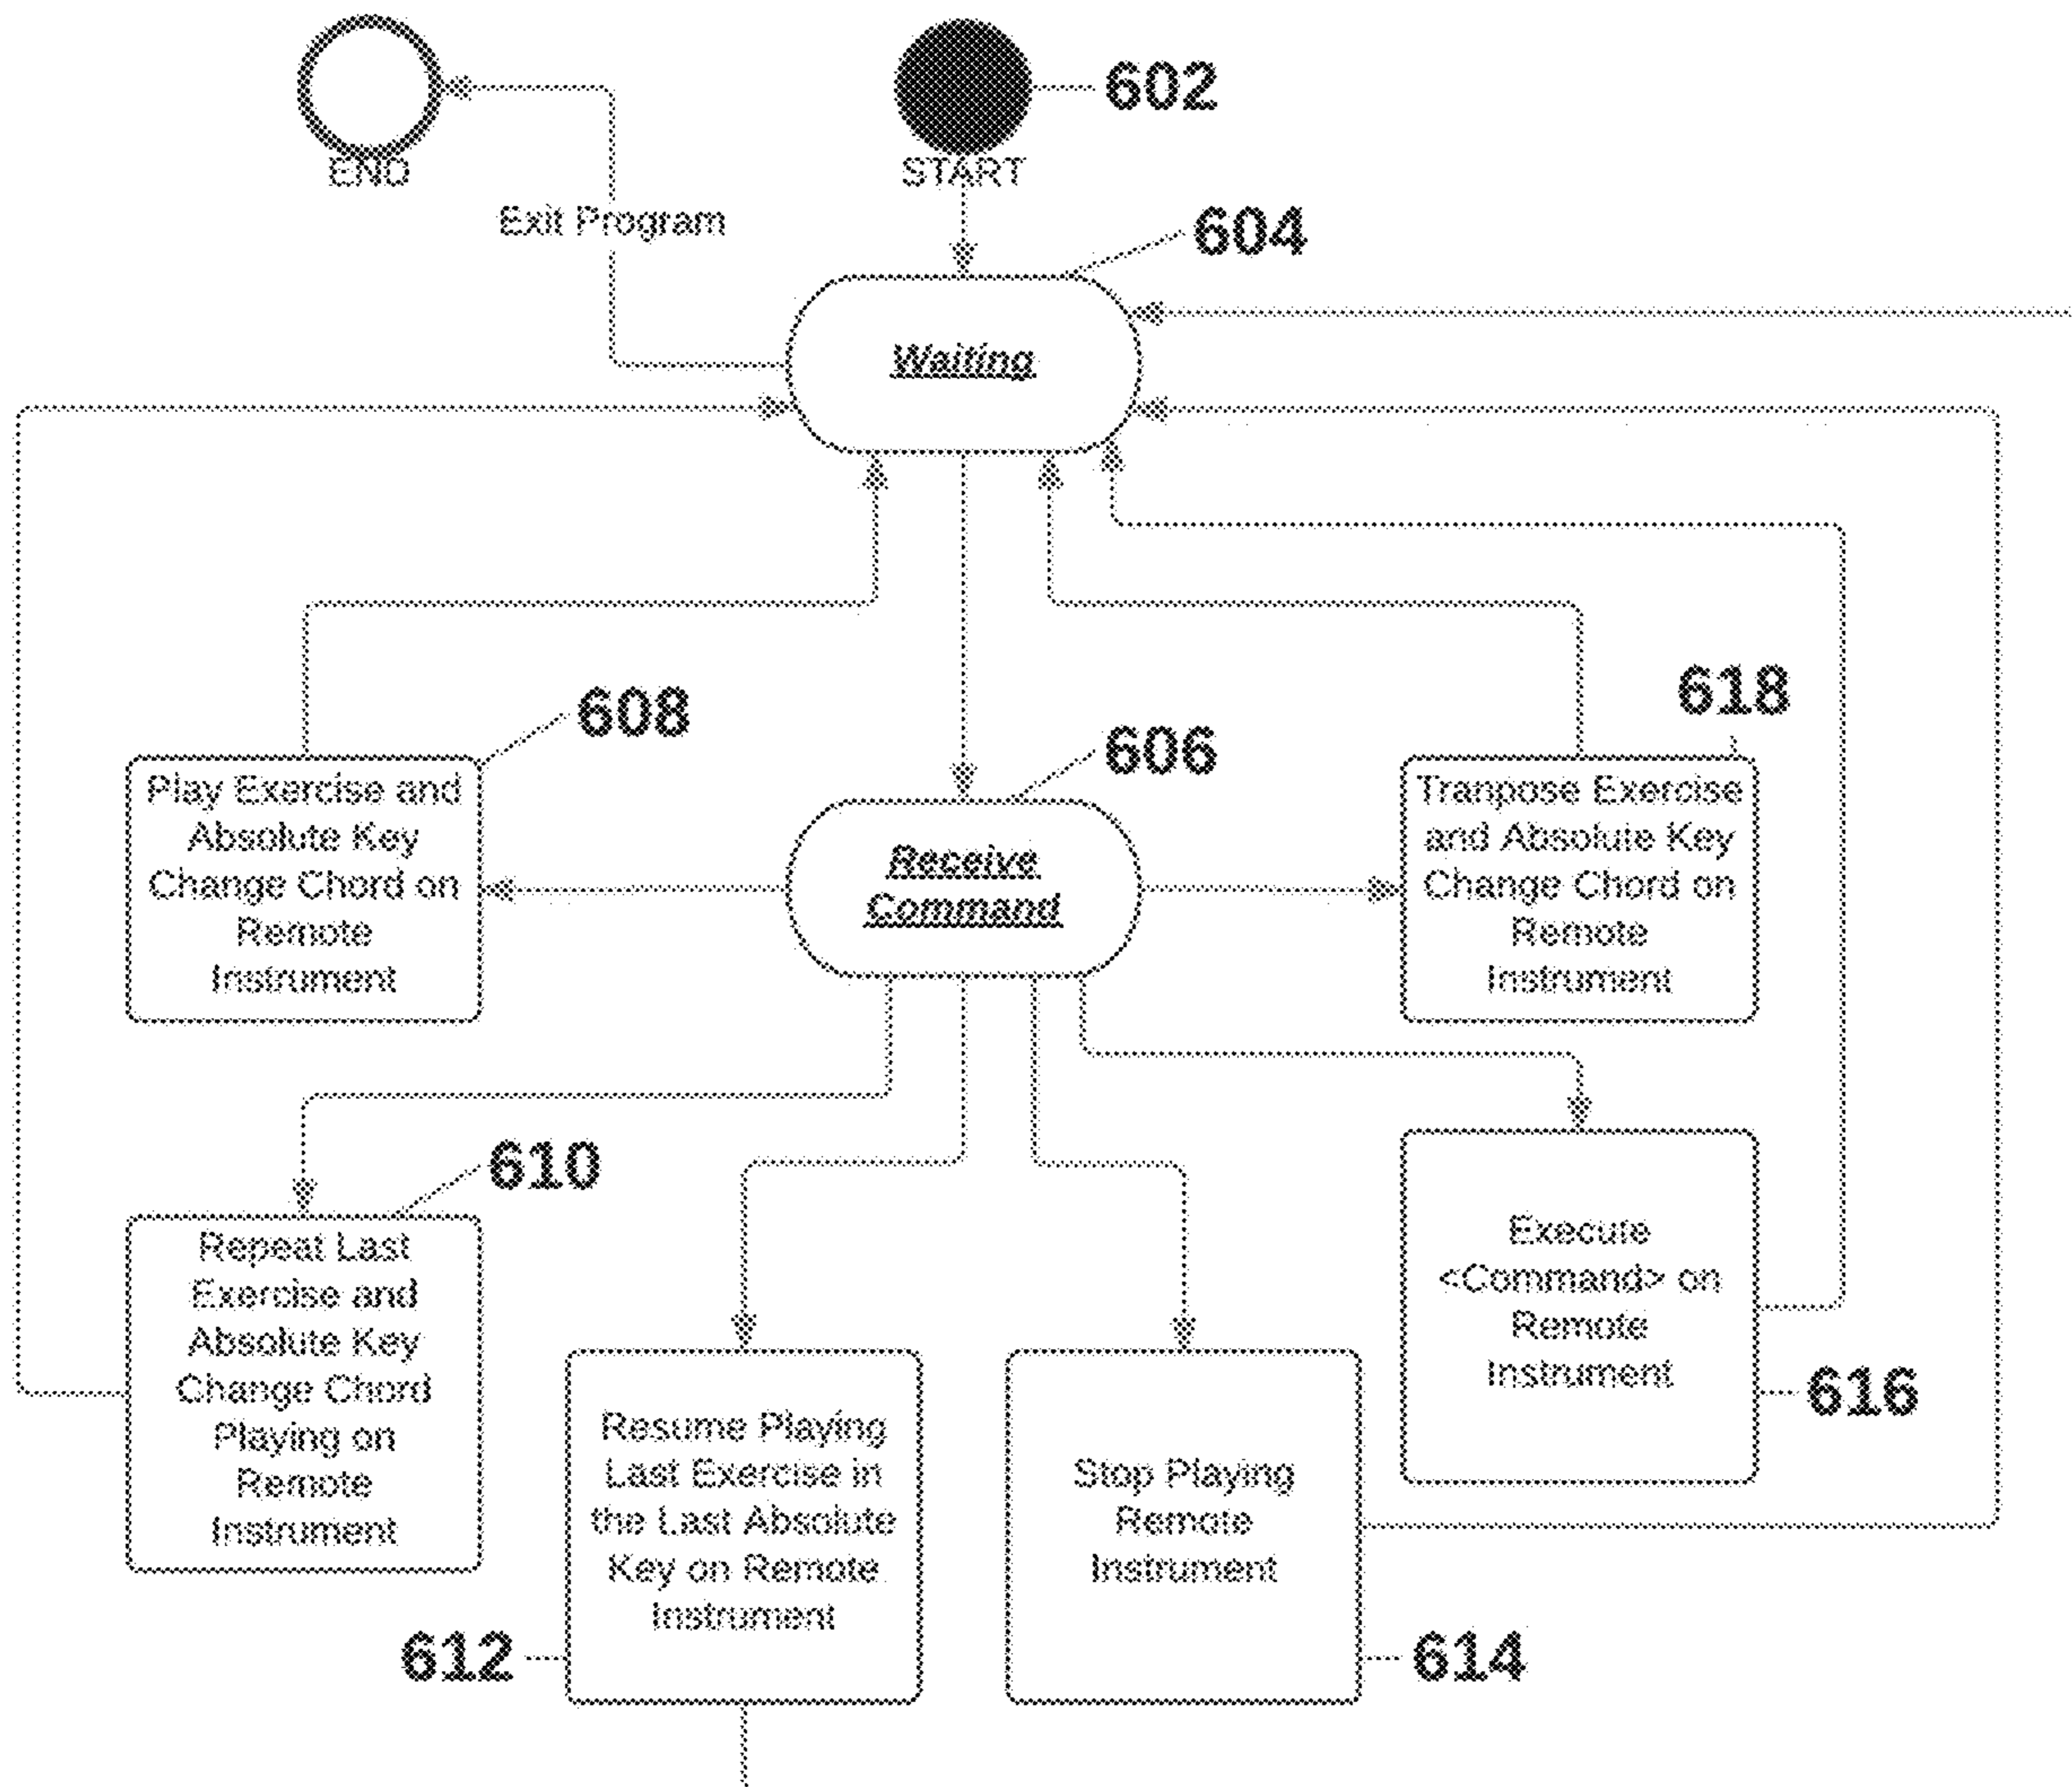 602
END
START
Exit Program
604
Waiting
618
608
606
Play Exercise and
Absolute Key
Change Chord on
Remote
Instrument
Receive
Command
Tranpose Exercise
and Absolute Key
Change Chord on
Remote
Instrument
610
Repeat Last
Exercise and
Absolute Key
Change Chord
Playing on
Remote
Instrument
Resume Playing
Last Exercise in
the Last Absolute
Key on Remote
Instrument
612
Stop Playing
Remote
Instrument
614
Execute
<Command> on
Remote
Instrument
616